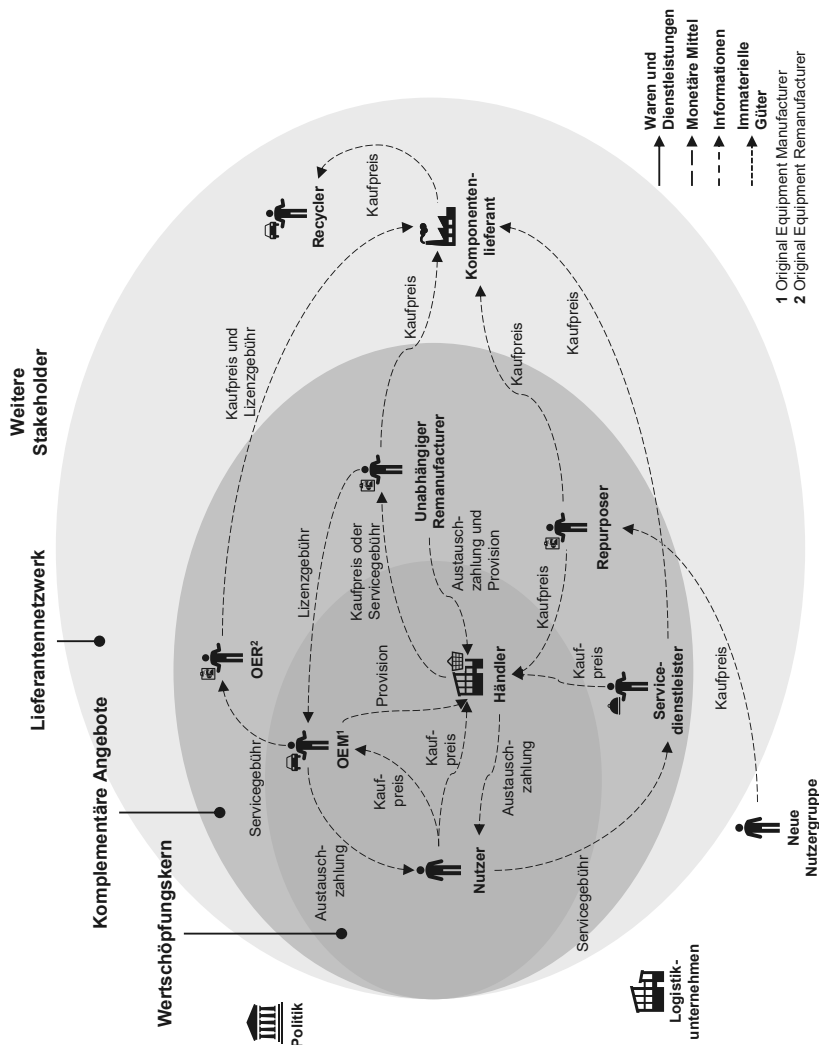 Weitere
Stakeholder
Lieferantennetzwerk
Komplementäre Angebote
Wertschöpfungskern
Politik
Recycler
Kaufpreis
Komponenten-
lieferant
Kaufpreis und
Lizenzgebühr
Kaufpreis
Kaufpreis
Kaufpreis
OER²
Servicegebühr
Lizenzgebühr
Unabhängiger
Remanufacturer
Kaufpreis oder
Servicegebühr
Austausch-
zahlung und
Provision
OEM¹
Provision
Händler
Kaufpreis
Repurposer
Kauf-
preis
Kauf-
preis
Kauf-
preis
Austausch-
zahlung
Austausch-
zahlung
Nutzer
Service-
dienstleister
Servicegebühr
Kaufpreis
Neue
Nutzergruppe
Logistik-
unternehmen
Waren und
Dienstleistungen
Monetäre Mittel
Informationen
Immaterielle
Güter
1 Original Equipment Manufacturer
2 Original Equipment Remanufacturer